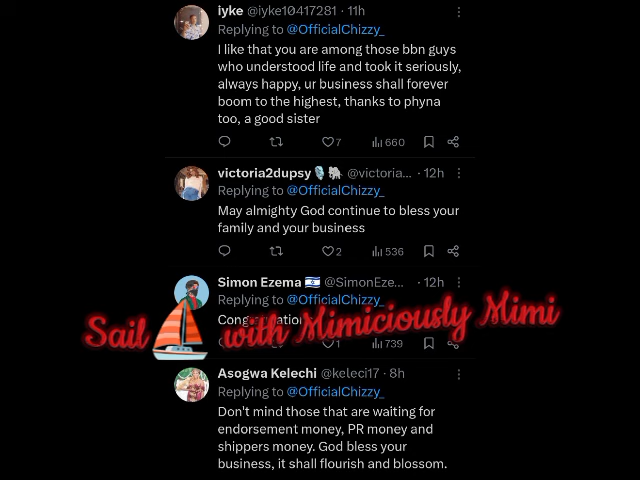 iyke @iyke10417281 · 11h
Replying to @OfficialChizzy_
I like that you are among those bbn guys
who understood life and took it seriously,
always happy, ur business shall forever
boom to the highest, thanks to phyna
too, a good sister
7 660
victoria2dupsy @victoria... · 12h
Replying to @OfficialChizzy_
May almighty God continue to bless your
family and your business
2 536
Simon Ezema @SimonEze... · 12h
Replying to @OfficialChizzy_
Congratulations
Sail with Mimiciously Mimi
1 739
Asogwa Kelechi @keleci17 · 8h
Replying to @OfficialChizzy_
Don't mind those that are waiting for
endorsement money, PR money and
shippers money. God bless your
business, it shall flourish and blossom.